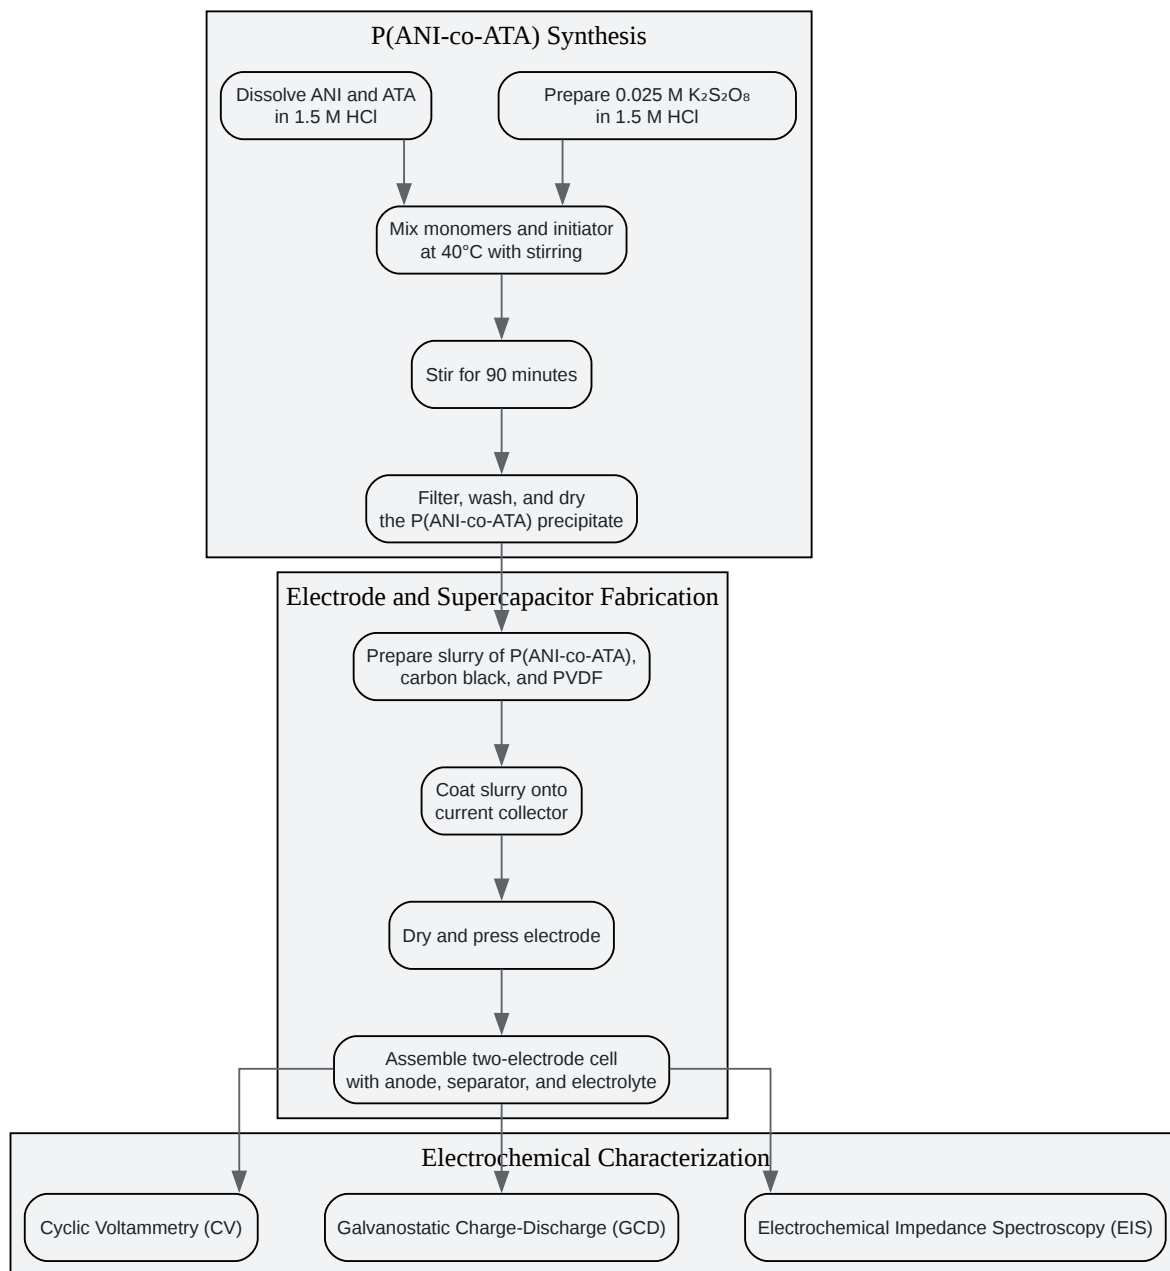 P(ANI-co-ATA) Synthesis
Dissolve ANI and ATA
in 1.5 M HCl
Prepare 0.025 M K₂S₂O₈
in 1.5 M HCl
Mix monomers and initiator
at 40°C with stirring
Stir for 90 minutes
Filter, wash, and dry
the P(ANI-co-ATA) precipitate
Electrode and Supercapacitor Fabrication
Prepare slurry of P(ANI-co-ATA),
carbon black, and PVDF
Coat slurry onto
current collector
Dry and press electrode
Assemble two-electrode cell
with anode, separator, and electrolyte
Electrochemical Characterization
Cyclic Voltammetry (CV)
Galvanostatic Charge-Discharge (GCD)
Electrochemical Impedance Spectroscopy (EIS)